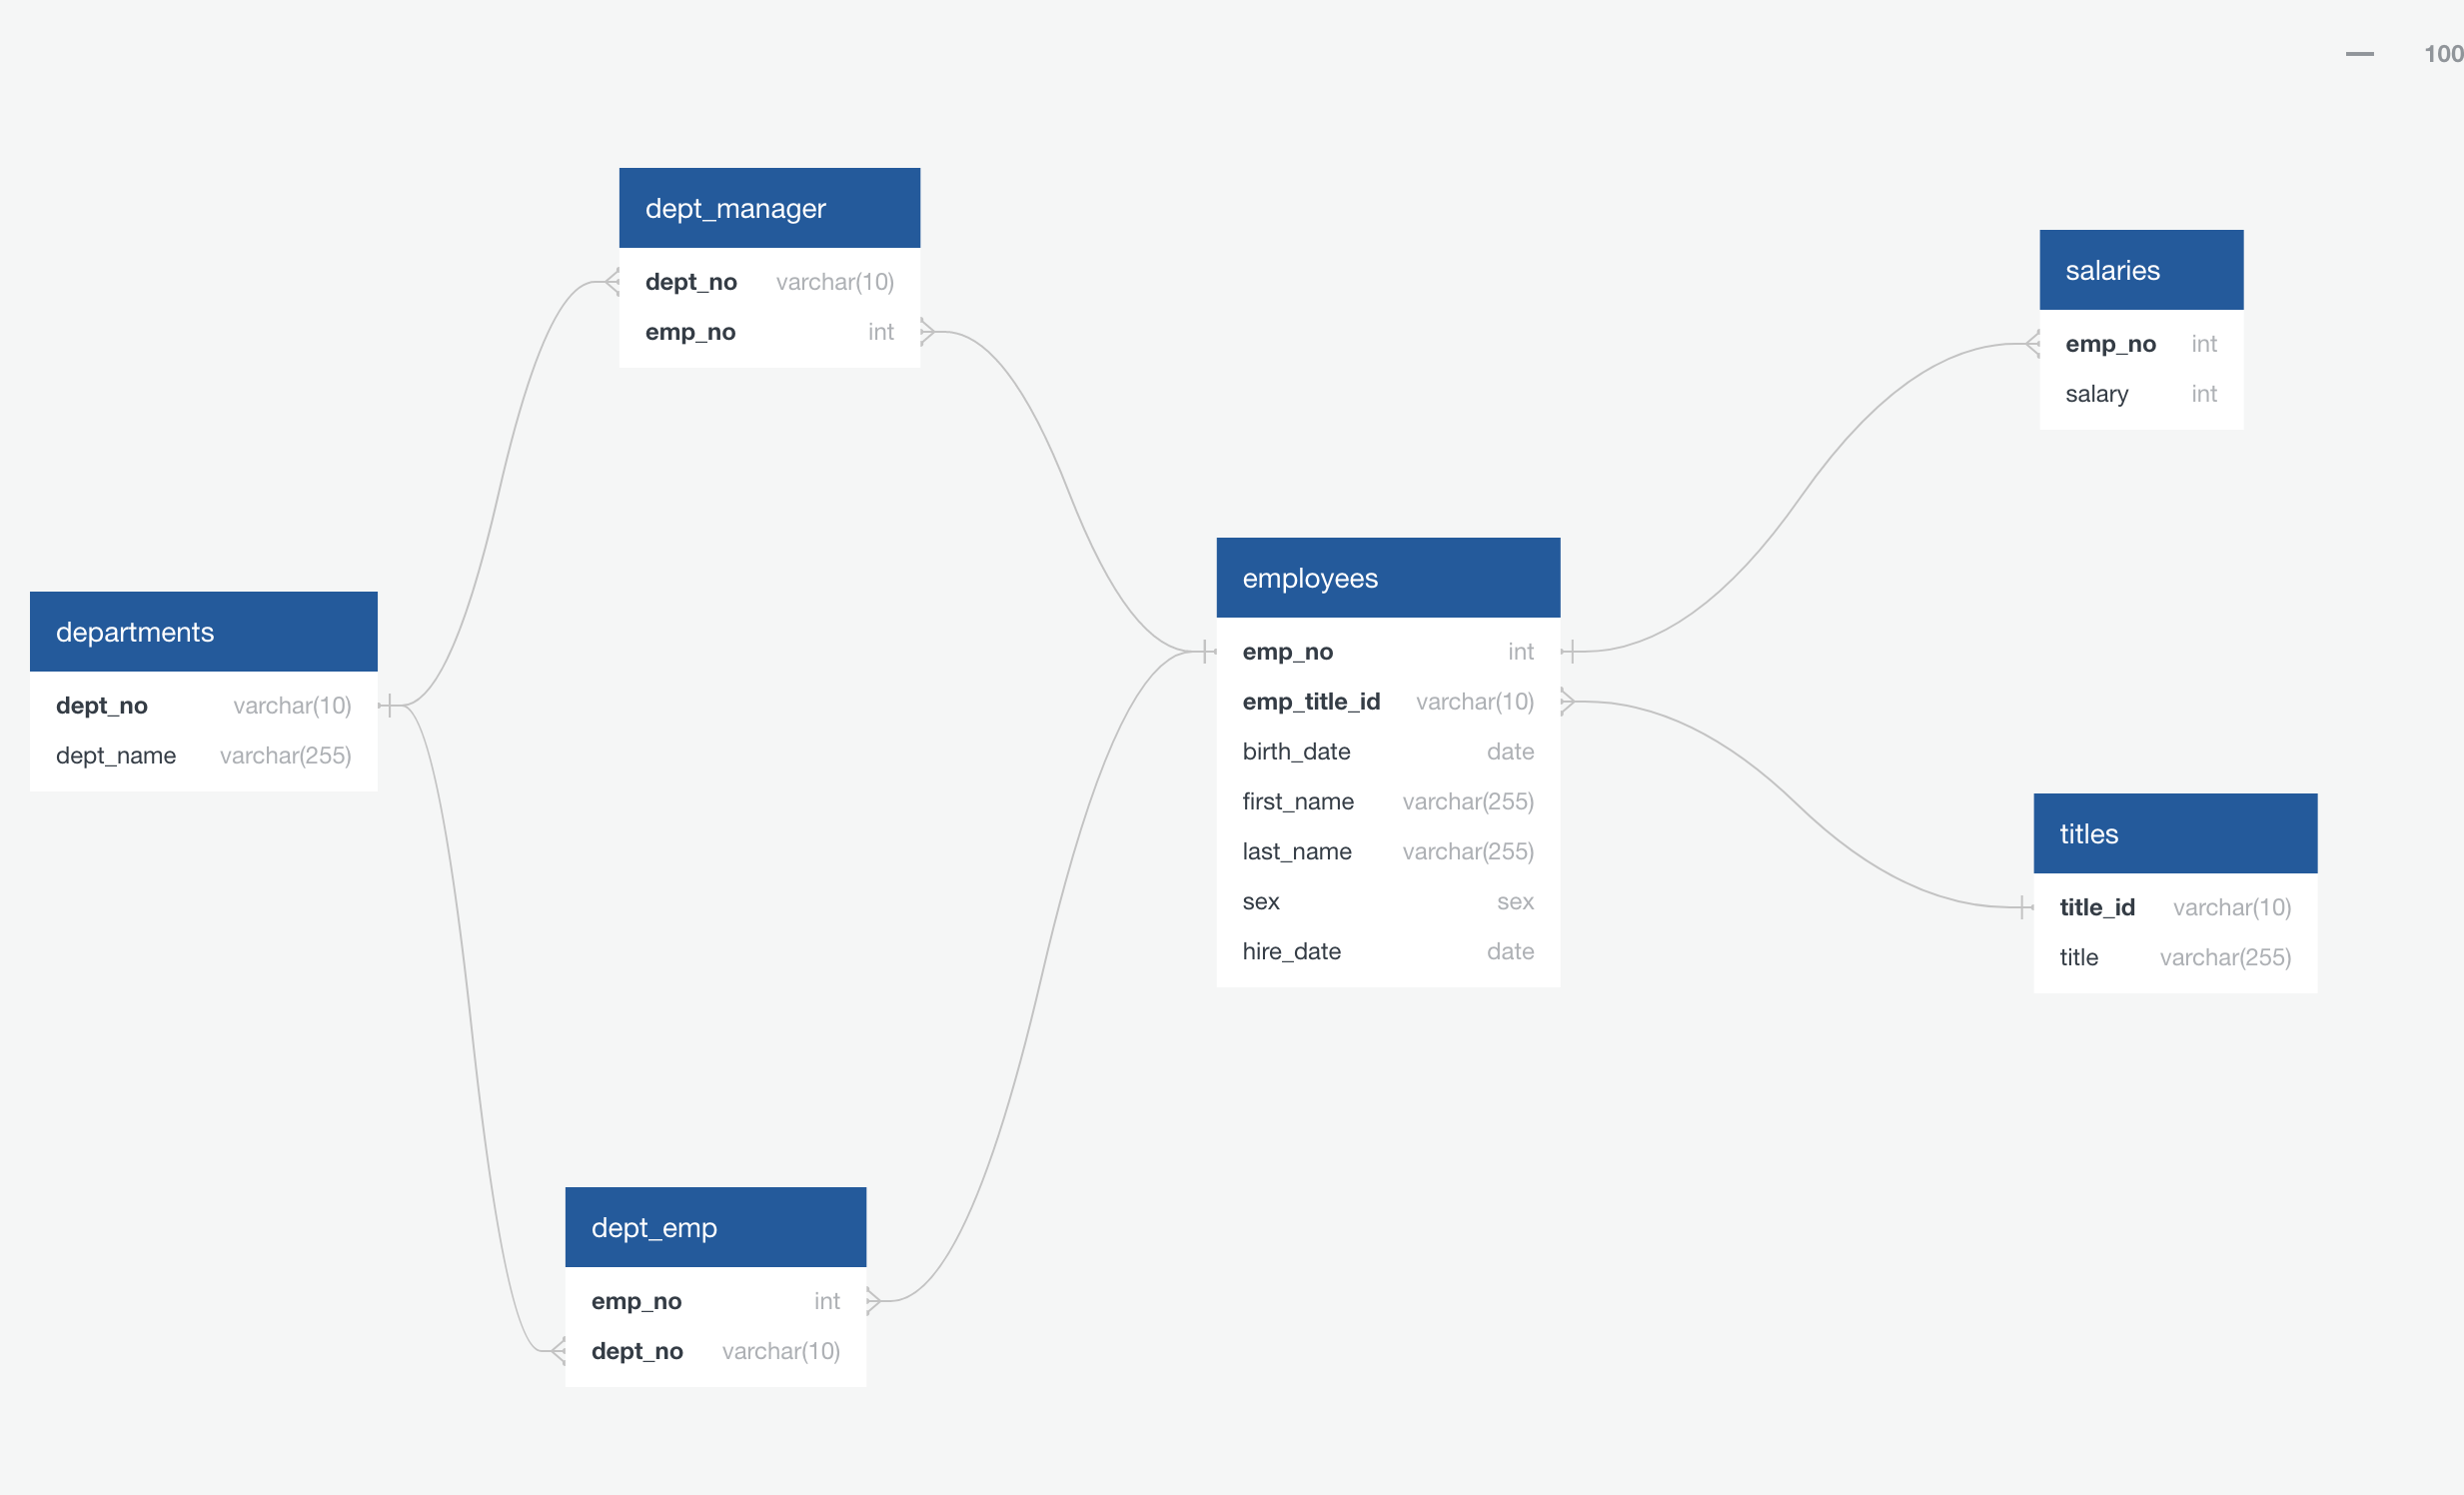 100
dept_manager
dept_no varchar(10)
emp_no int
salaries
emp_no int
salary int
departments
dept_no varchar(10)
dept_name varchar(255)
employees
emp_no int
emp_title_id varchar(10)
birth_date date
first_name varchar(255)
last_name varchar(255)
sex sex
hire_date date
titles
title_id varchar(10)
title varchar(255)
dept_emp
emp_no int
dept_no varchar(10)